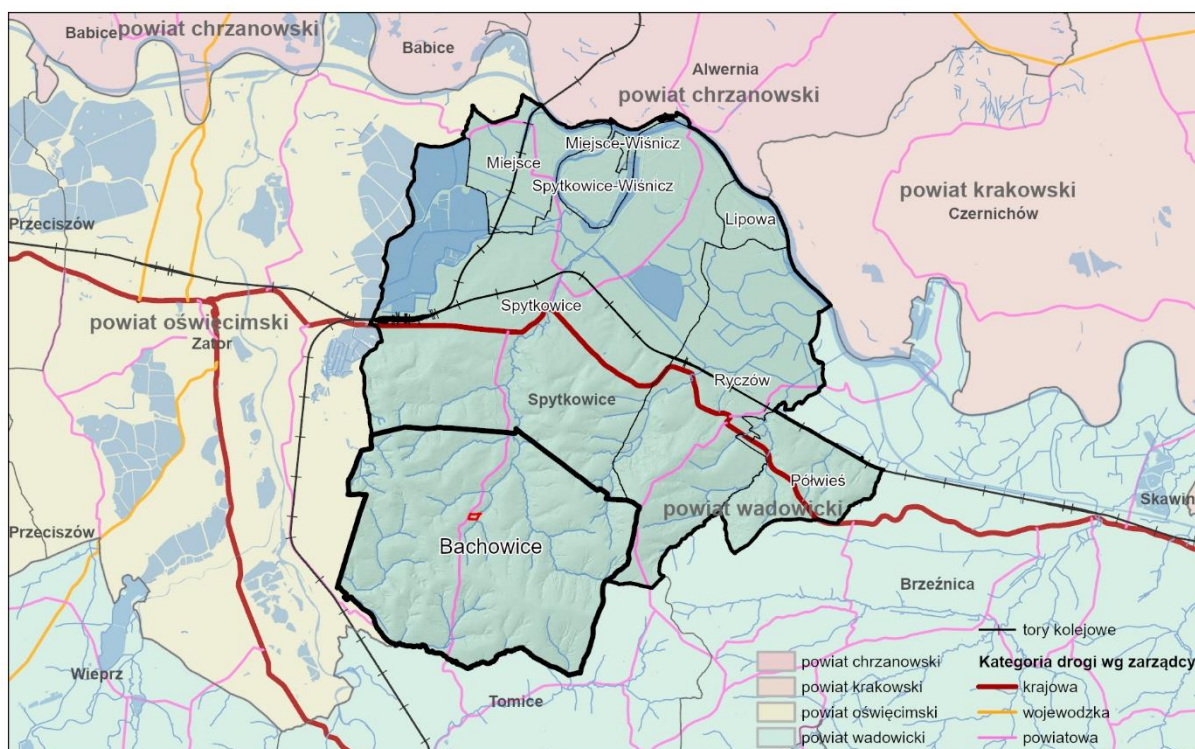 Babice
powiat chrzanowski
Babice
Alwernia
powiat chrzanowski
Miejsce-Wiśnicz
Miejsce
Spytkowice-Wiśnicz
powiat krakowski
Czernichów
Lipowa
Przeciszów
Spytkowice
powiat oświęcimski
Zator
Ryczów
Spytkowice
Półwieś
Skawin
powiat wadowicki
Przeciszów
Bachowice
Brzeźnica
Wieprz
Tomice
tory kolejowe
powiat chrzanowski
powiat krakowski
powiat oświęcimski
powiat wadowicki
Kategoria drogi wg zarządcy
krajowa
wojewodzka
powiatowa